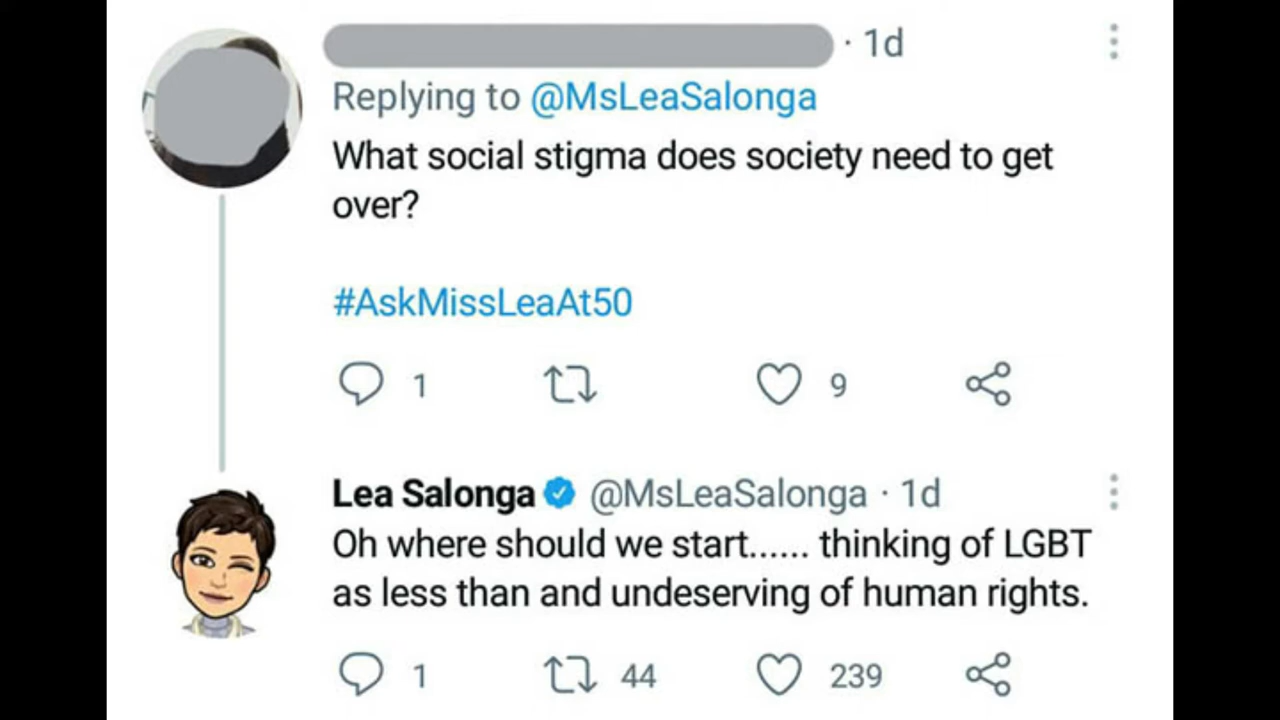 · 1d
Replying to @MsLeaSalonga
What social stigma does society need to get
over?
#AskMissLeaAt50
1 9
Lea Salonga @MsLeaSalonga · 1d
Oh where should we start...... thinking of LGBT
as less than and undeserving of human rights.
1 44 239